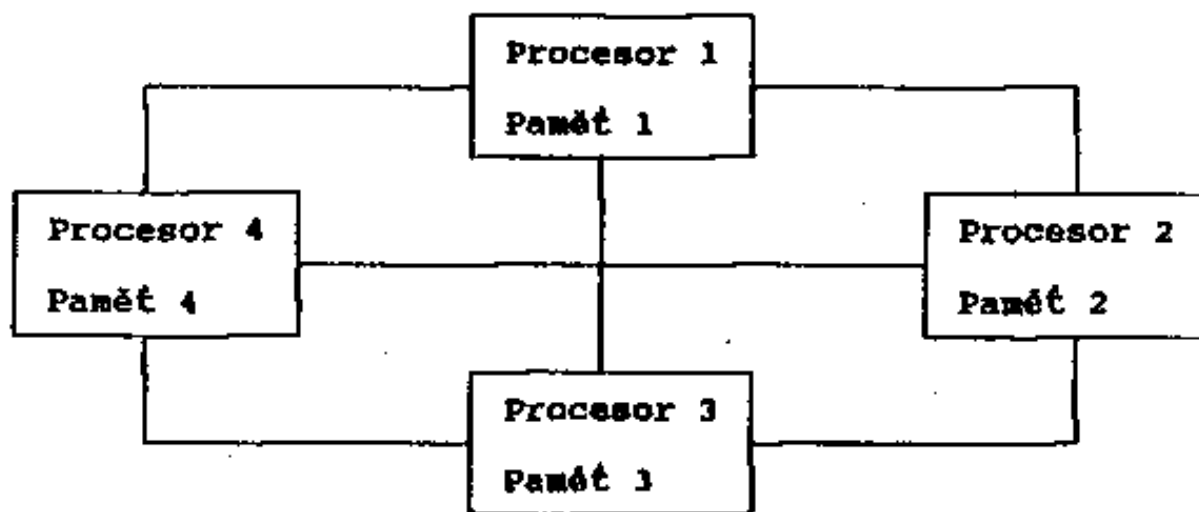 Procesor 1
Paměť 1
Procesor 4
Paměť 4
Procesor 2
Paměť 2
Procesor 3
Paměť 3